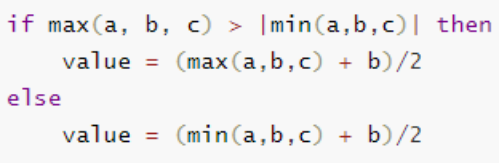 if max(a, b, c) > |min(a,b,c)| then
    value = (max(a,b,c) + b)/2
else
    value = (min(a,b,c) + b)/2